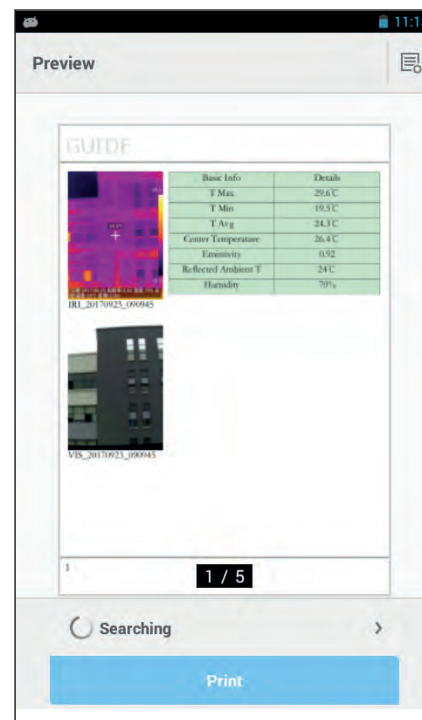 11:1
Preview
GUIDE
Basic Info Details
T Max 29.6℃
T Min 19.5℃
T Avg 24.3℃
Center Temperature 26.4℃
Emissivity 0.92
Reflected Ambient T 24℃
Humidity 70%
IRI_20170923_090945
VIS_20170923_090945
1
1 / 5
Searching
Print